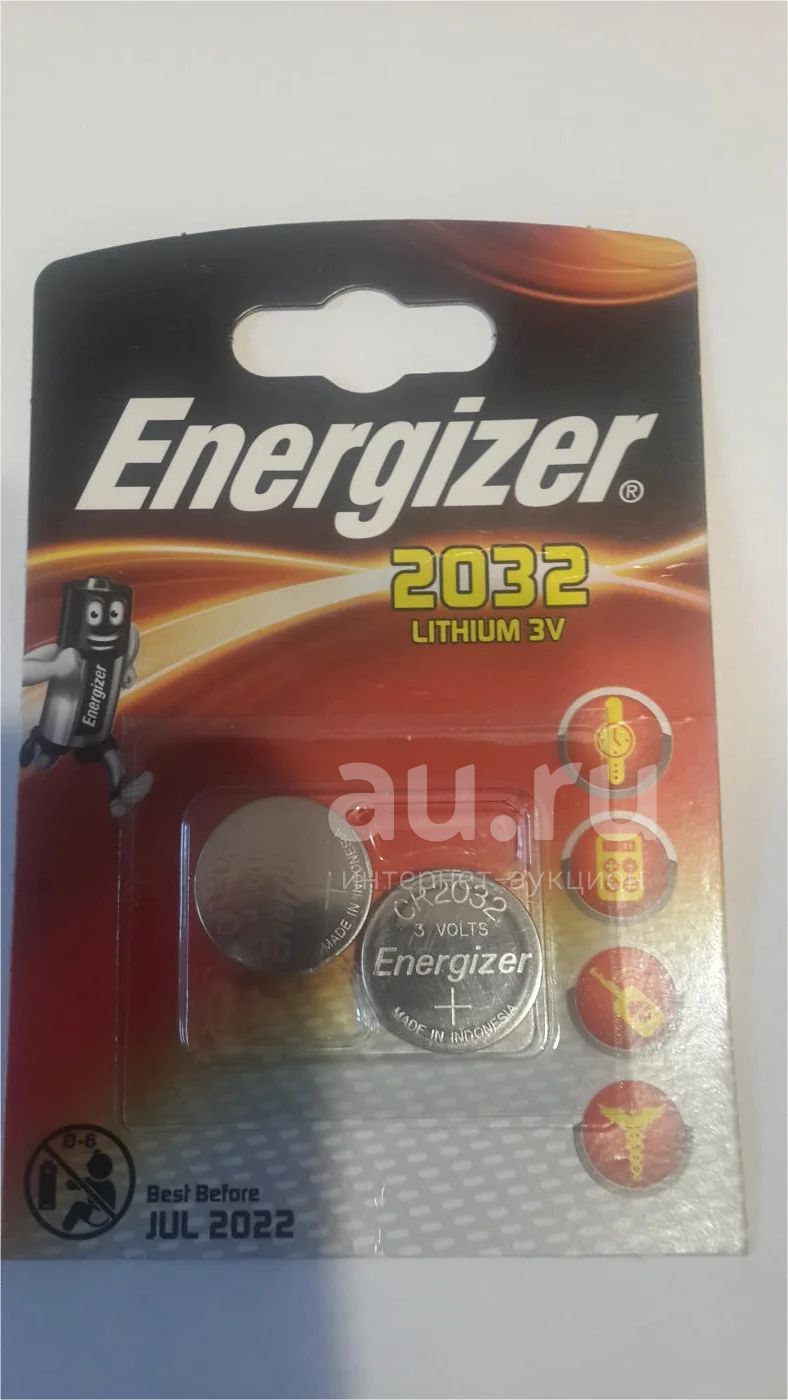 Energizer®
2032
LITHIUM 3V
Energizer
au.ru
интернет-аукцион
MADE IN INDONESIA
CR2032
3 VOLTS
Energizer
+
MADE IN INDONESIA
0-6
Best Before
JUL 2022